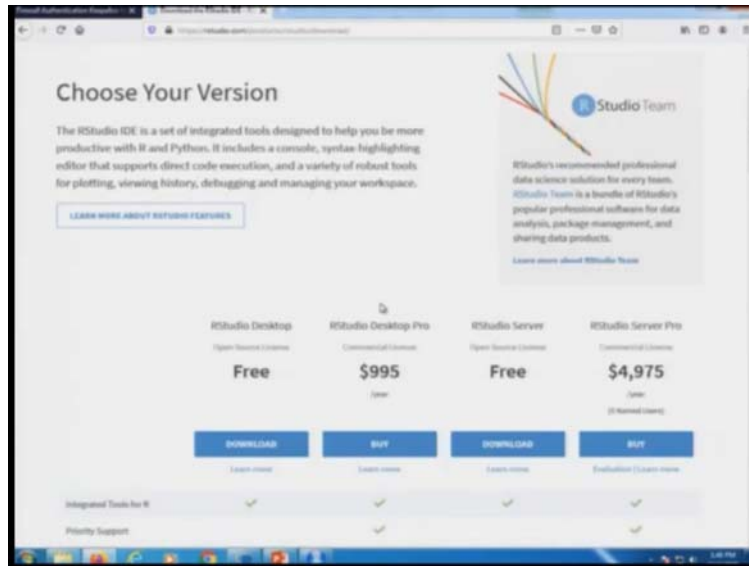 Download the RStudio IDE
Choose Your Version
The RStudio IDE is a set of integrated tools designed
to help you be more
productive with R and Python. It includes a console, syntax-highlighting
editor that supports direct code execution, and a variety of robust tools
for plotting, viewing history, debugging and managing your workspace.
LEARN MORE ABOUT RSTUDIO FEATURES
R Studio Team
RStudio's recommended professional
data science solution for every team.
RStudio Team is a bundle of RStudio's
popular professional software for data
analysis, package management, and
sharing data products.
Learn more about RStudio Team
RStudio Desktop
Open Source License
Free
DOWNLOAD
Learn more
RStudio Desktop Pro
Commercial License
$995
/year
BUY
Learn more
RStudio Server
Open Source License
Free
DOWNLOAD
Learn more
RStudio Server Pro
Commercial License
$4,975
/year
(5 Named Users)
BUY
Evaluation | Learn more
Integrated Tools for R
Priority Support